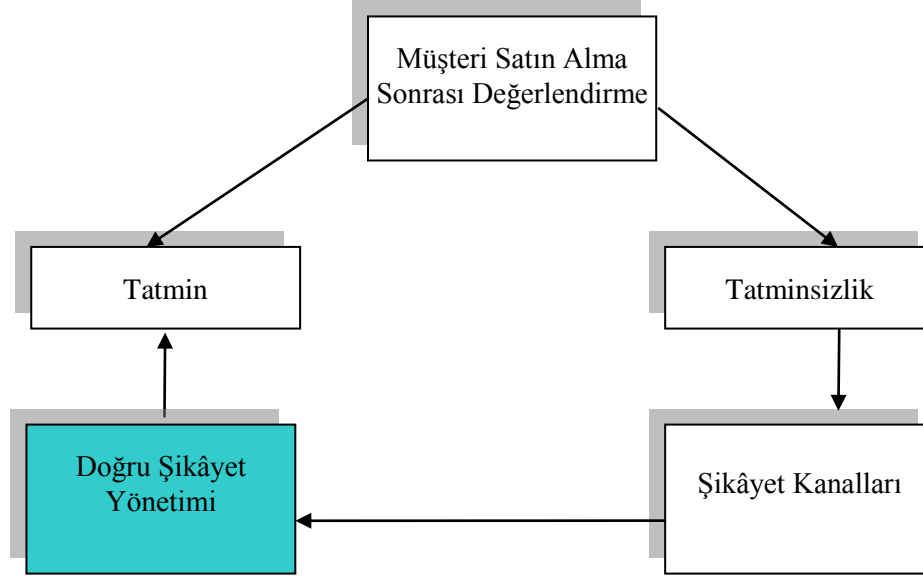 Müşteri Satın Alma
Sonrası Değerlendirme
Tatmin
Tatminsizlik
Doğru Şikâyet
Yönetimi
Şikâyet Kanalları